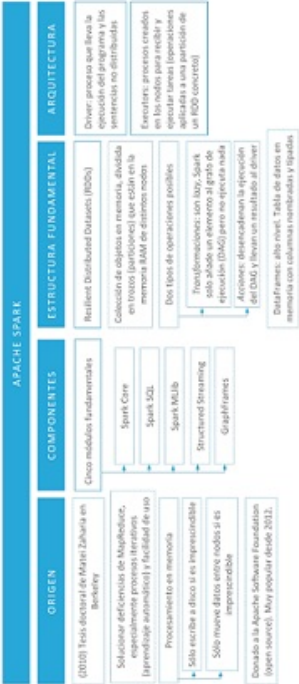 APACHE SPARK
ORIGEN
(2010) Tesis doctoral de Matei Zaharia en
Berkeley
Solucionar deficiencias de MapReduce,
especialmente procesos iterativos
(aprendizaje automático) y facilidad de uso
Procesamiento en memoria
Sólo escribe a disco si es imprescindible
Sólo mueve datos entre nodos si es
imprescindible
Donado a la Apache Software Foundation
(open source). Muy popular desde 2012.
COMPONENTES
Cinco módulos fundamentales
Spark Core
Spark SQL
Spark MLlib
Structured Streaming
GraphFrames
ESTRUCTURA FUNDAMENTAL
Resilient Distributed Datasets (RDDs)
Colección de objetos en memoria, dividida
en trozos (particiones) que están en la
memoria RAM de distintos nodos
Dos tipos de operaciones posibles
Transformaciones: son lazy, Spark
solo añade un elemento al grafo de
ejecución (DAG) pero no ejecuta nada
Acciones: desencadenan la ejecución
del DAG y llevan un resultado al driver
Dataframes: alto nivel. Tabla de datos en
memoria con columnas nombradas y tipadas
ARQUITECTURA
Driver: proceso que lleva la
ejecución del programa y las
sentencias no distribuidas
Executors: procesos creados
en los nodos para recibir y
ejecutar tareas (operaciones
aplicadas a una partición de
un RDD concreto)